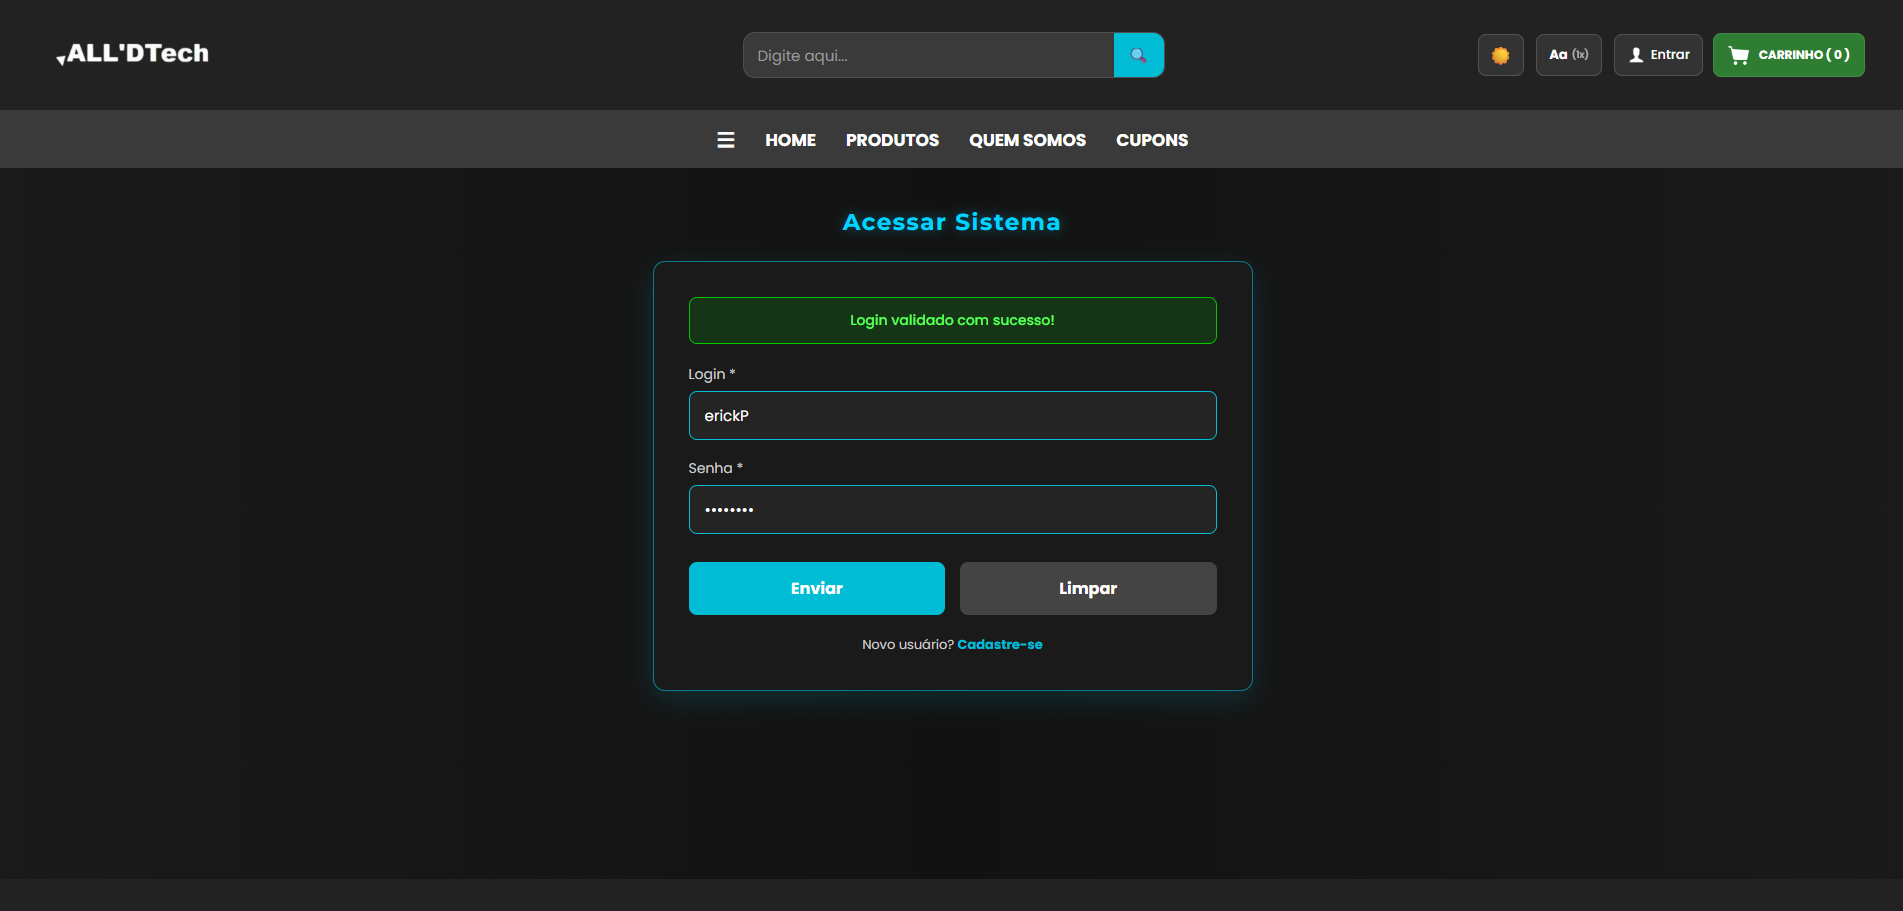 ALL'DTech
Digite aqui...
Aa (1x)
Entrar
CARRINHO ( 0 )
☰ HOME PRODUTOS QUEM SOMOS CUPONS
Acessar Sistema
Login validado com sucesso!
Login *
erickP
Senha *
••••••••
Enviar
Limpar
Novo usuário? Cadastre-se